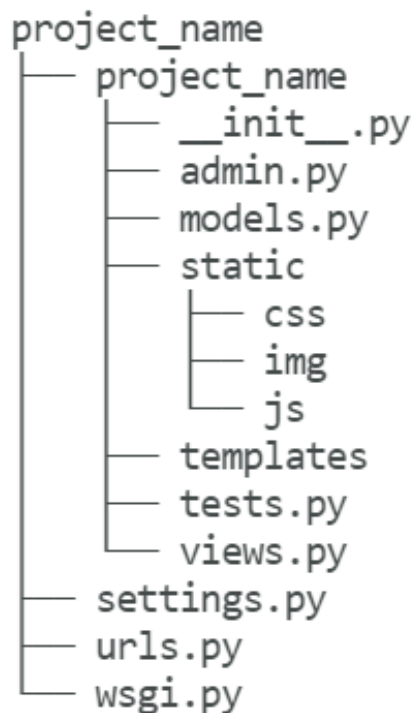 project_name
project_name
__init__.py
admin.py
models.py
static
css
img
js
templates
tests.py
views.py
settings.py
urls.py
wsgi.py